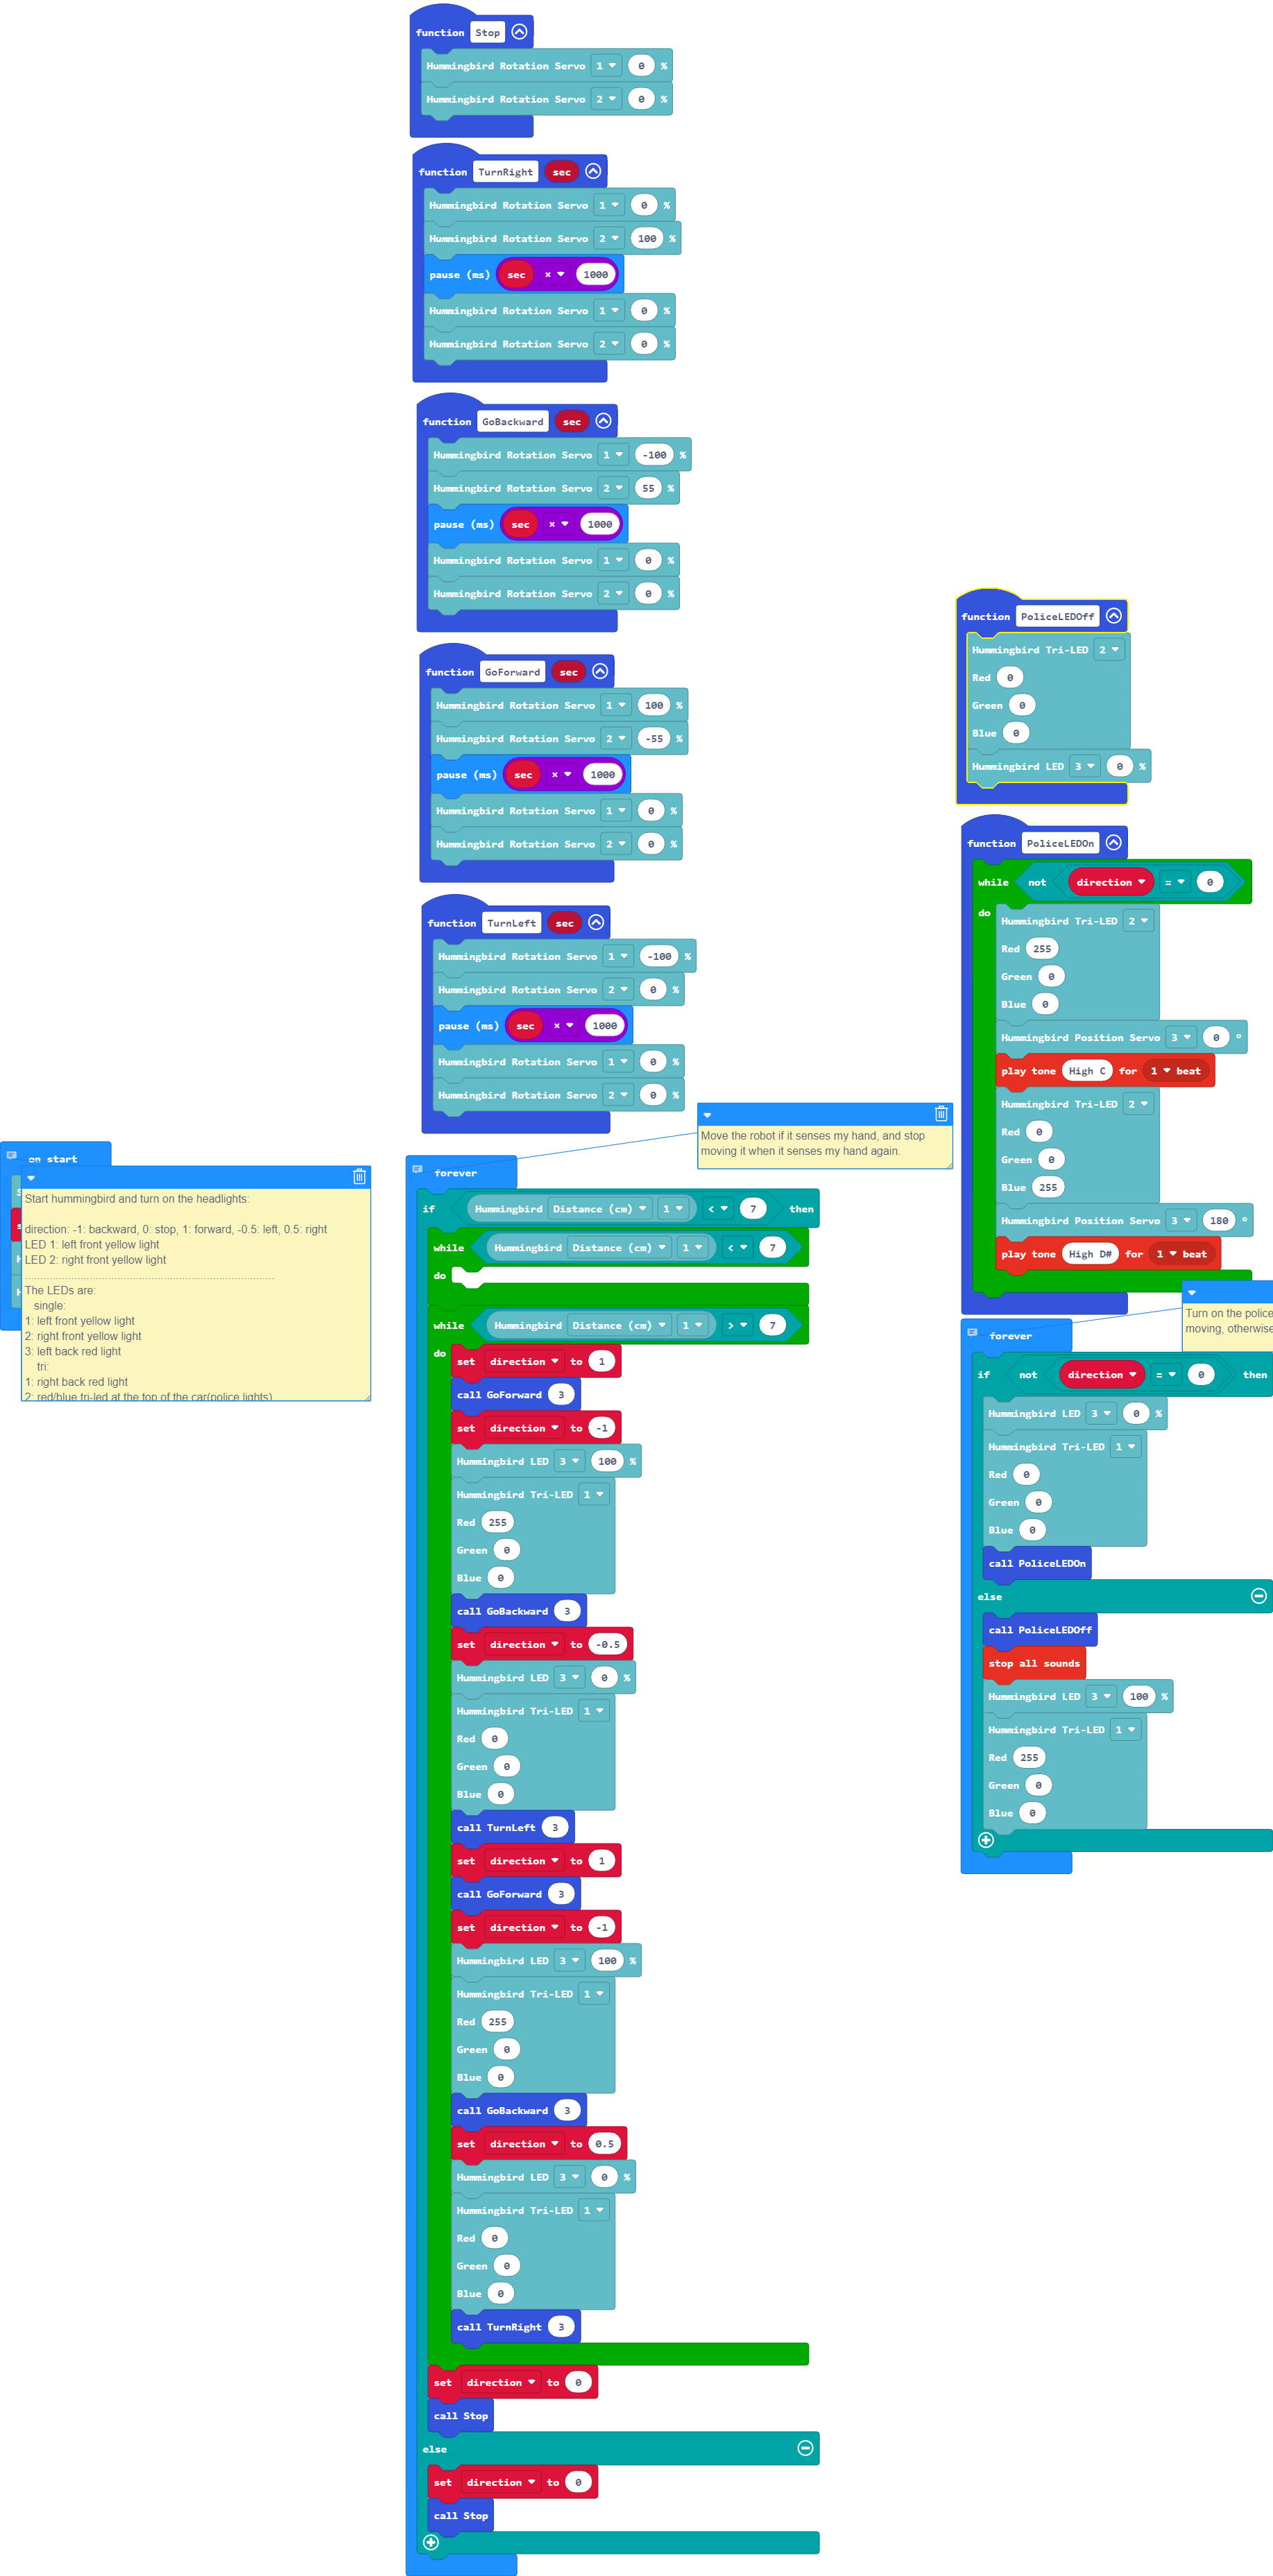 function Stop
Hummingbird Rotation Servo 1 0 %
Hummingbird Rotation Servo 2 0 %
function TurnRight sec
Hummingbird Rotation Servo 1 0 %
Hummingbird Rotation Servo 2 100 %
pause (ms) sec × 1000
Hummingbird Rotation Servo 1 0 %
Hummingbird Rotation Servo 2 0 %
function GoBackward sec
Hummingbird Rotation Servo 1 -100 %
Hummingbird Rotation Servo 2 55 %
pause (ms) sec × 1000
Hummingbird Rotation Servo 1 0 %
Hummingbird Rotation Servo 2 0 %
function GoForward sec
Hummingbird Rotation Servo 1 100 %
Hummingbird Rotation Servo 2 -55 %
pause (ms) sec × 1000
Hummingbird Rotation Servo 1 0 %
Hummingbird Rotation Servo 2 0 %
function TurnLeft sec
Hummingbird Rotation Servo 1 -100 %
Hummingbird Rotation Servo 2 0 %
pause (ms) sec × 1000
Hummingbird Rotation Servo 1 0 %
Hummingbird Rotation Servo 2 0 %
on start
Start hummingbird and turn on the headlights:
direction: -1: backward, 0: stop, 1: forward, -0.5: left, 0.5: right
LED 1: left front yellow light
LED 2: right front yellow light
The LEDs are:
single:
1: left front yellow light
2: right front yellow light
3: left back red light
tri:
1: right back red light
2: red/blue tri-led at the top of the car(police lights)
Move the robot if it senses my hand, and stop
moving it when it senses my hand again.
forever
if Hummingbird Distance (cm) 1 < 7 then
while Hummingbird Distance (cm) 1 < 7
do
while Hummingbird Distance (cm) 1 > 7
do set direction to 1
call GoForward 3
set direction to -1
Hummingbird LED 3 100 %
Hummingbird Tri-LED 1
Red 255
Green 0
Blue 0
call GoBackward 3
set direction to -0.5
Hummingbird LED 3 0 %
Hummingbird Tri-LED 1
Red 0
Green 0
Blue 0
call TurnLeft 3
set direction to 1
call GoForward 3
set direction to -1
Hummingbird LED 3 100 %
Hummingbird Tri-LED 1
Red 255
Green 0
Blue 0
call GoBackward 3
set direction to 0.5
Hummingbird LED 3 0 %
Hummingbird Tri-LED 1
Red 0
Green 0
Blue 0
call TurnRight 3
set direction to 0
call Stop
else
set direction to 0
call Stop
function PoliceLEDOff
Hummingbird Tri-LED 2
Red 0
Green 0
Blue 0
Hummingbird LED 3 0 %
function PoliceLEDOn
while not direction = 0
do Hummingbird Tri-LED 2
Red 255
Green 0
Blue 0
Hummingbird Position Servo 3 0 °
play tone High C for 1 beat
Hummingbird Tri-LED 2
Red 0
Green 0
Blue 255
Hummingbird Position Servo 3 180 °
play tone High D# for 1 beat
Turn on the police
moving, otherwise
forever
if not direction = 0 then
Hummingbird LED 3 0 %
Hummingbird Tri-LED 1
Red 0
Green 0
Blue 0
call PoliceLEDOn
else
call PoliceLEDOff
stop all sounds
Hummingbird LED 3 100 %
Hummingbird Tri-LED 1
Red 255
Green 0
Blue 0